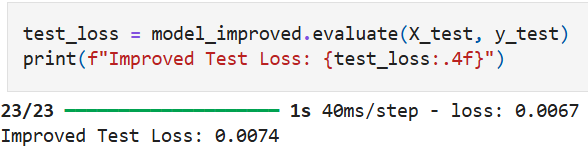 test_loss = model_improved.evaluate(X_test, y_test)
print(f"Improved Test Loss: {test_loss:.4f}")
23/23 ━━━━━━━━━━━━━━━━━━━━ 1s 40ms/step - loss: 0.0067
Improved Test Loss: 0.0074